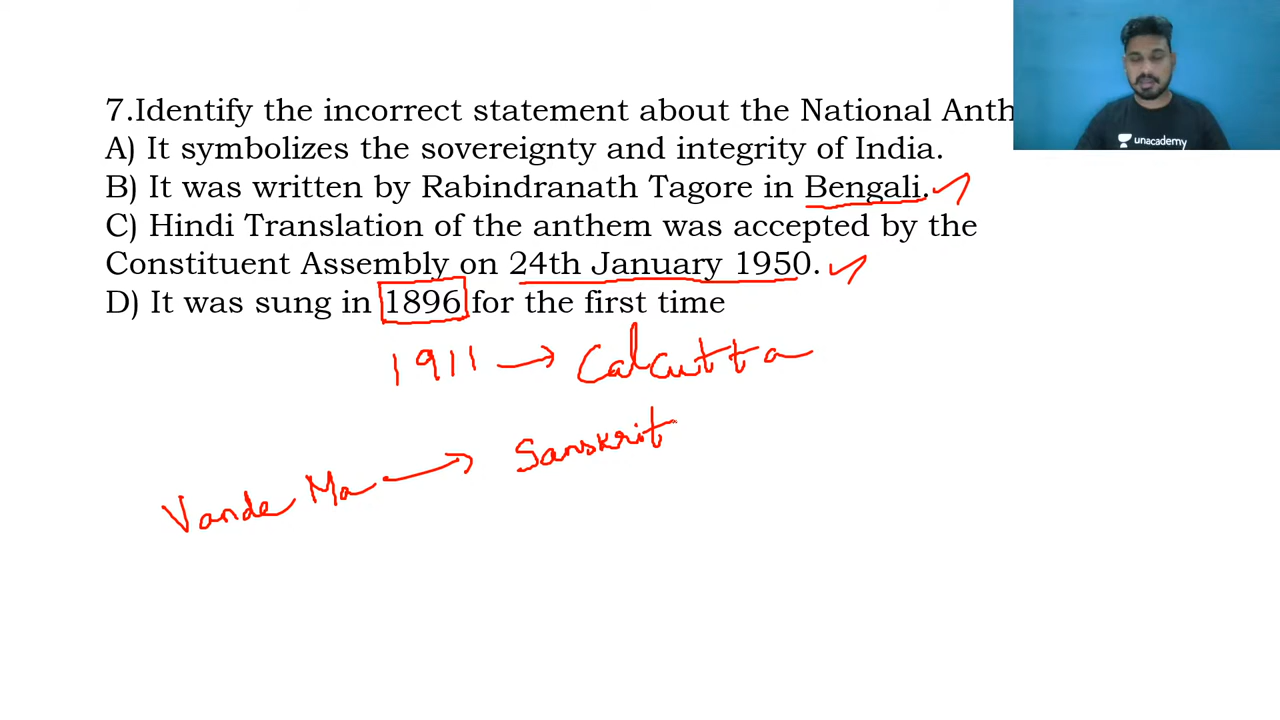 7.Identify the incorrect statement about the National Anth
unacademy
A) It symbolizes the sovereignty and integrity of India.
B) It was written by Rabindranath Tagore in Bengali.
C) Hindi Translation of the anthem was accepted by the
Constituent Assembly on 24th January 1950.
D) It was sung in 1896 for the first time
1911 → Calcutta
Vande Ma → Sanskrit